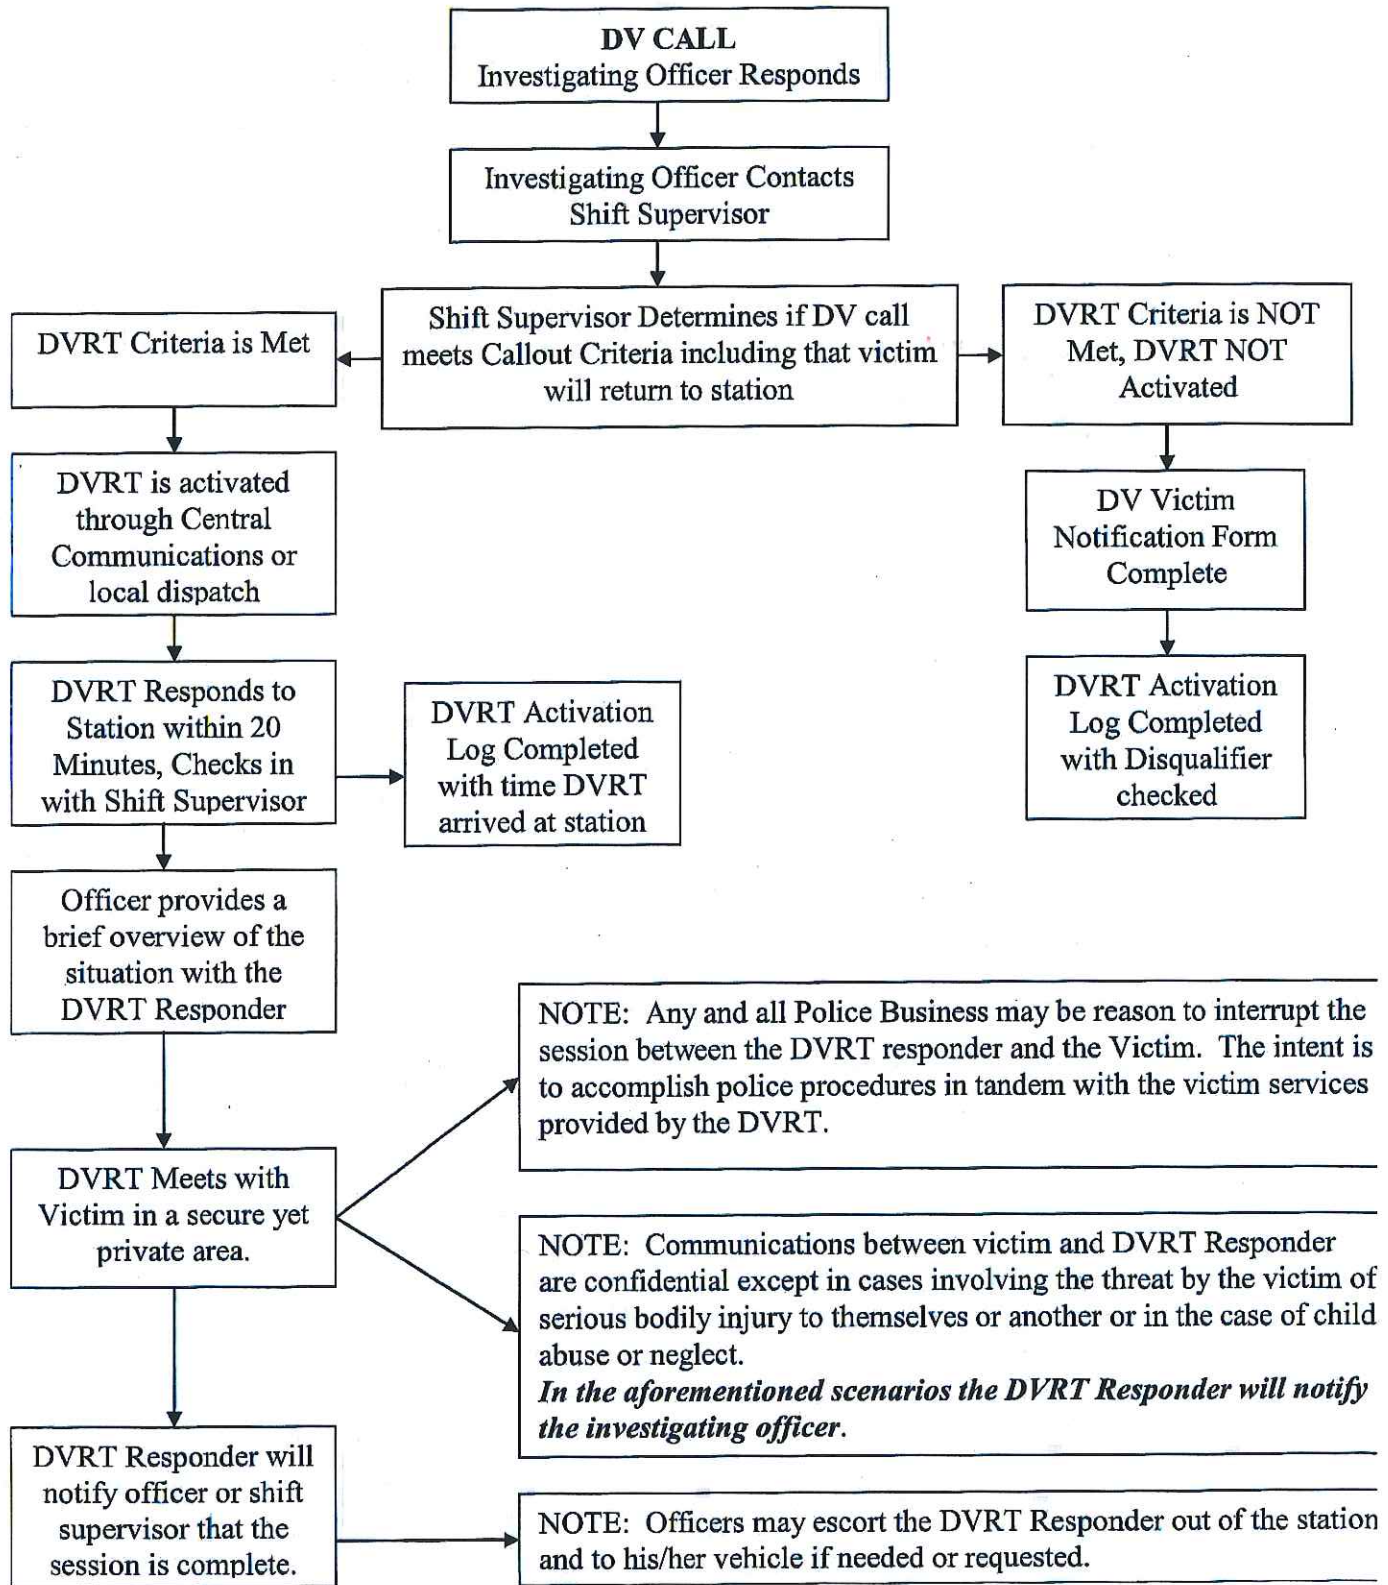 DV CALL
Investigating Officer Responds
Investigating Officer Contacts
Shift Supervisor
Shift Supervisor Determines if DV call
meets Callout Criteria including that victim
will return to station
DVRT Criteria is Met
DVRT Criteria is NOT
Met, DVRT NOT
Activated
DVRT is activated
through Central
Communications or
local dispatch
DV Victim
Notification Form
Complete
DVRT Responds to
Station within 20
Minutes, Checks in
with Shift Supervisor
DVRT Activation
Log Completed
with time DVRT
arrived at station
DVRT Activation
Log Completed
with Disqualifier
checked
Officer provides a
brief overview of the
situation with the
DVRT Responder
NOTE: Any and all Police Business may be reason to interrupt the
session between the DVRT responder and the Victim. The intent is
to accomplish police procedures in tandem with the victim services
provided by the DVRT.
DVRT Meets with
Victim in a secure yet
private area.
NOTE: Communications between victim and DVRT Responder
are confidential except in cases involving the threat by the victim of
serious bodily injury to themselves or another or in the case of child
abuse or neglect.
In the aforementioned scenarios the DVRT Responder will notify
the investigating officer.
DVRT Responder will
notify officer or shift
supervisor that the
session is complete.
NOTE: Officers may escort the DVRT Responder out of the station
and to his/her vehicle if needed or requested.